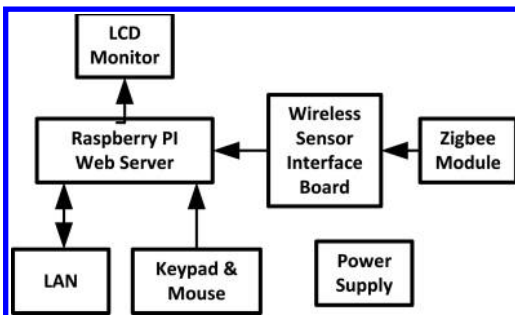 LCD
Monitor
Raspberry PI
Web Server
Wireless
Sensor
Interface
Board
Zigbee
Module
LAN
Keypad &
Mouse
Power
Supply